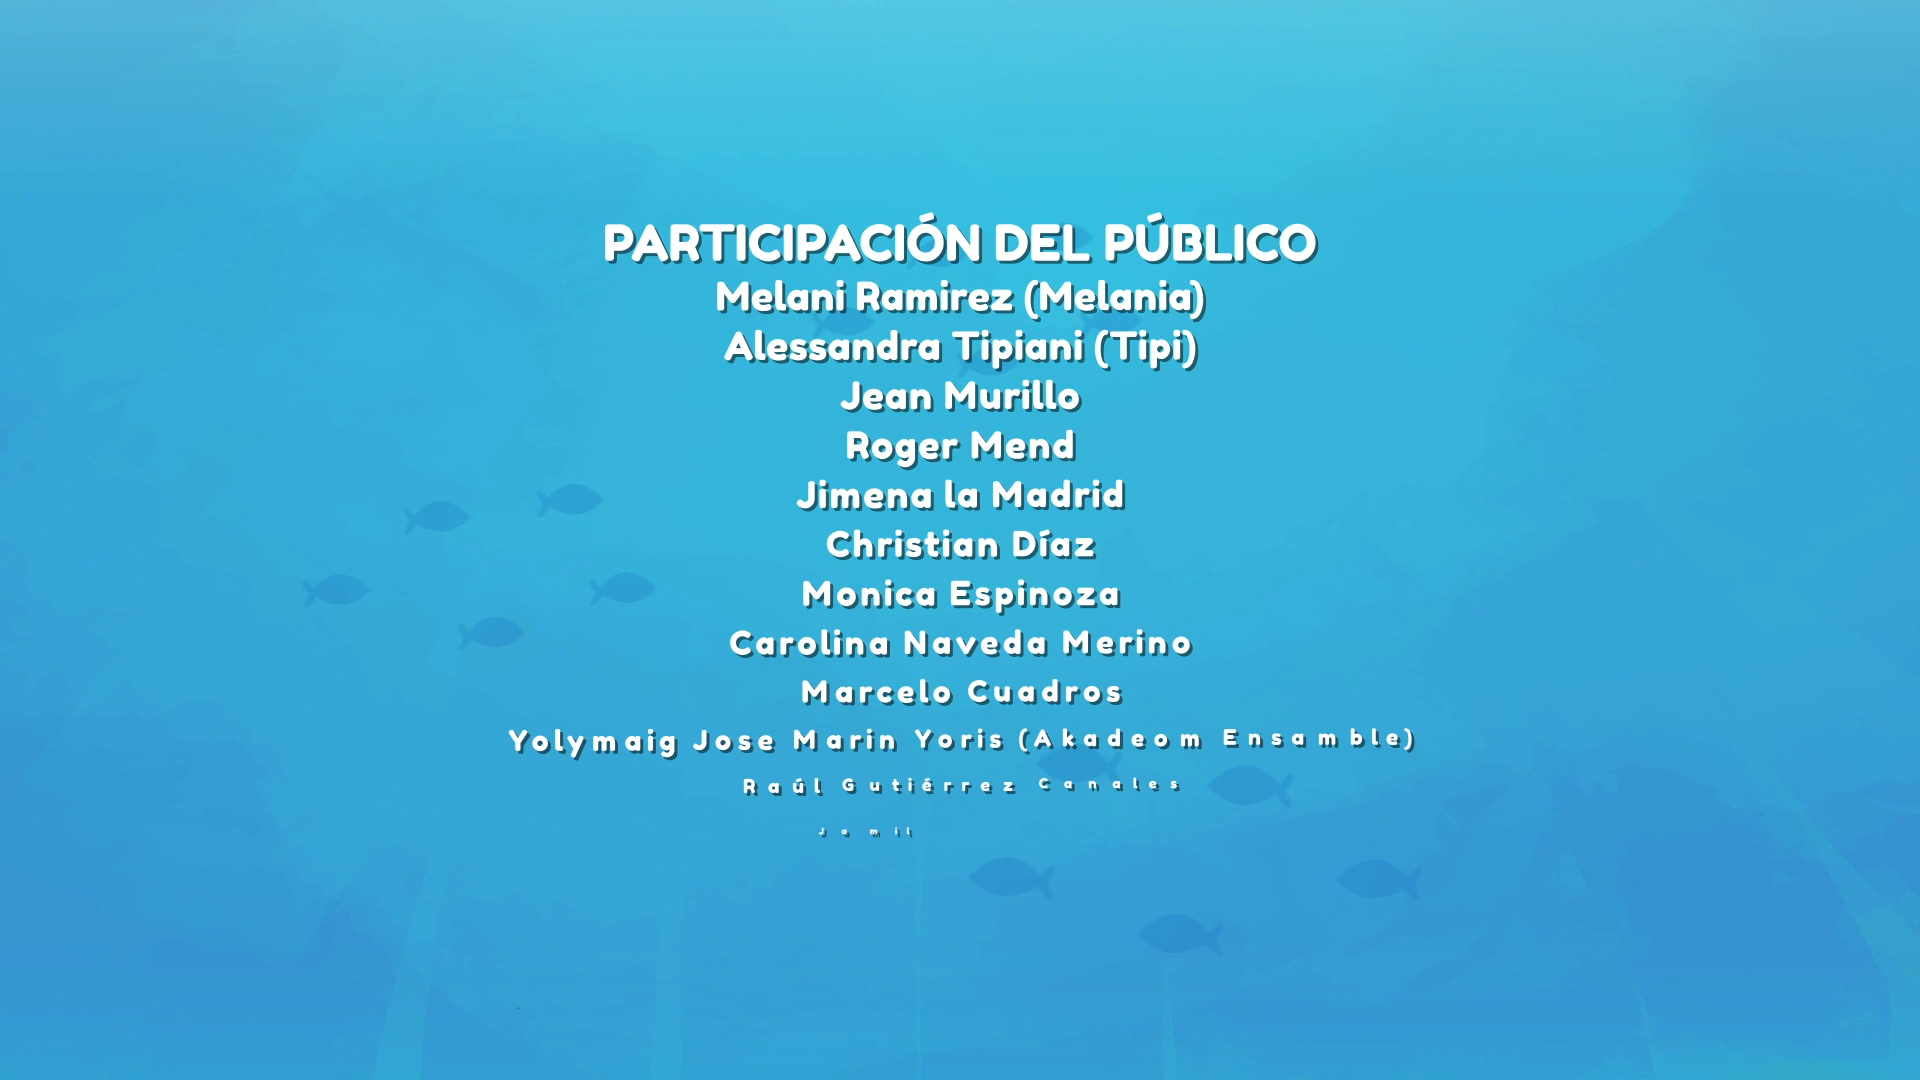 PARTICIPACIÓN DEL PÚBLICO
Melani Ramirez (Melania)
Alessandra Tipiani (Tipi)
Jean Murillo
Roger Mend
Jimena la Madrid
Christian Díaz
Monica Espinoza
Carolina Naveda Merino
Marcelo Cuadros
Yolymaig Jose Marin Yoris (Akadeom Ensamble)
Raúl Gutiérrez Canales
Jamil